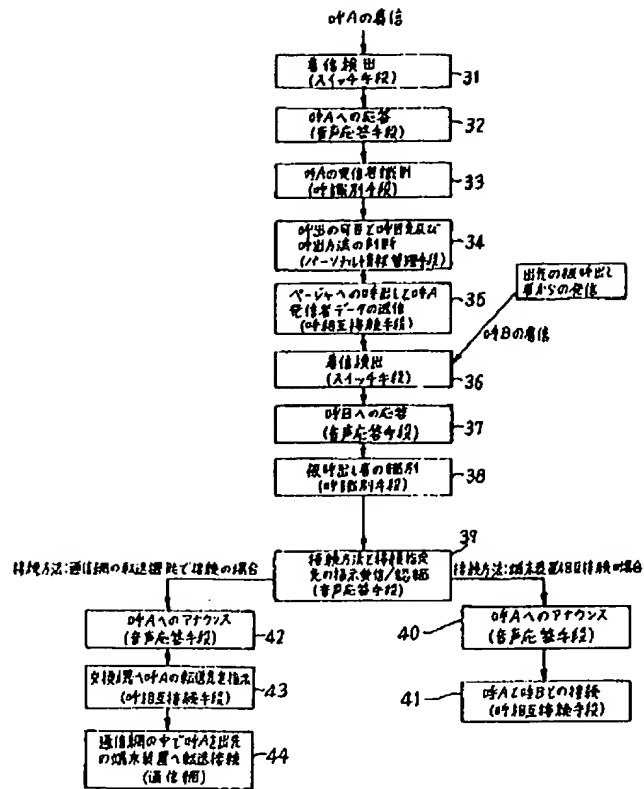 呼Aの着信
着信検出
(スイッチ手段)
31
呼Aへの応答
(音声応答手段)
32
呼Aの発信者識別
(呼識別手段)
33
呼出の可否と呼出先及び
呼出方法の判断
(パーソナル情報管理手段)
34
ページャへの呼出しと呼A
発信者データの送信
(呼相互接続手段)
35
出先の被呼出し
者からの発信
呼Bの着信
着信検出
(スイッチ手段)
36
呼Bへの応答
(音声応答手段)
37
被呼出し者の識別
(呼識別手段)
38
39
接続方法と接続指定
先の指示受信/認識
(音声応答手段)
接続方法:通信網の転送機能で接続の場合
接続方法:端末装置相互接続の場合
呼Aへのアナウンス
(音声応答手段)
42
40
呼Aへのアナウンス
(音声応答手段)
交換機へ呼Aの転送先を指示
(呼相互接続手段)
43
41
呼Aと呼Bとの接続
(呼相互接続手段)
通信網の中で呼Aを出先
の端末装置へ転送接続
(通信網)
44